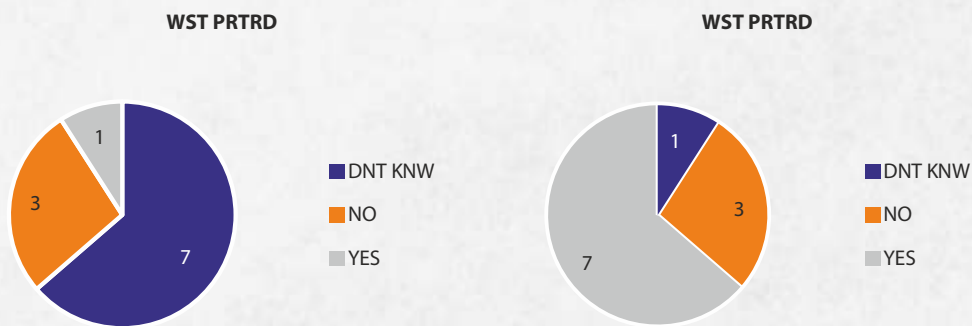 WST PRTRD
1
3
7
DNT KNW
NO
YES
WST PRTRD
1
3
7
DNT KNW
NO
YES